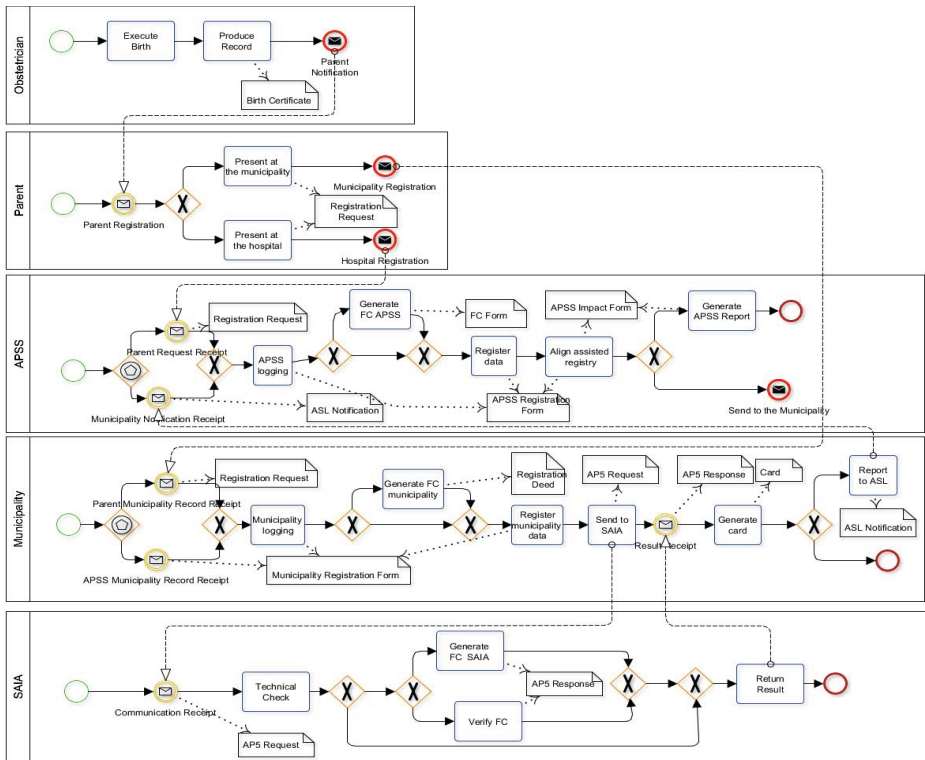 Obstetrician
Execute
Birth
Produce
Record
Parent
Notification
Birth Certificate
Parent
Parent Registration
Present at
the municipality
Present at
the hospital
Municipality Registration
Registration
Request
Hospital Registration
APSS
Parent Request Receipt
Registration Request
Municipality Notification Receipt
APSS
logging
ASL Notification
Generate
FC APSS
FC Form
Register
data
APSS Impact Form
Align assisted
registry
APSS Registration
Form
Generate
APSS Report
Send to the Municipality
Municipality
Parent Municipality Record Receipt
Registration Request
APSS Municipality Record Receipt
Municipality
logging
Municipality Registration Form
Generate FC
municipality
Registration
Deed
Register
municipality
data
AP5 Request
Send to
SAIA
AP5 Response
Result Receipt
Card
Generate
card
Report
to ASL
ASL Notification
SAIA
Communication Receipt
AP5 Request
Technical
Check
Generate
FC SAIA
Verify FC
AP5 Response
Return
Result